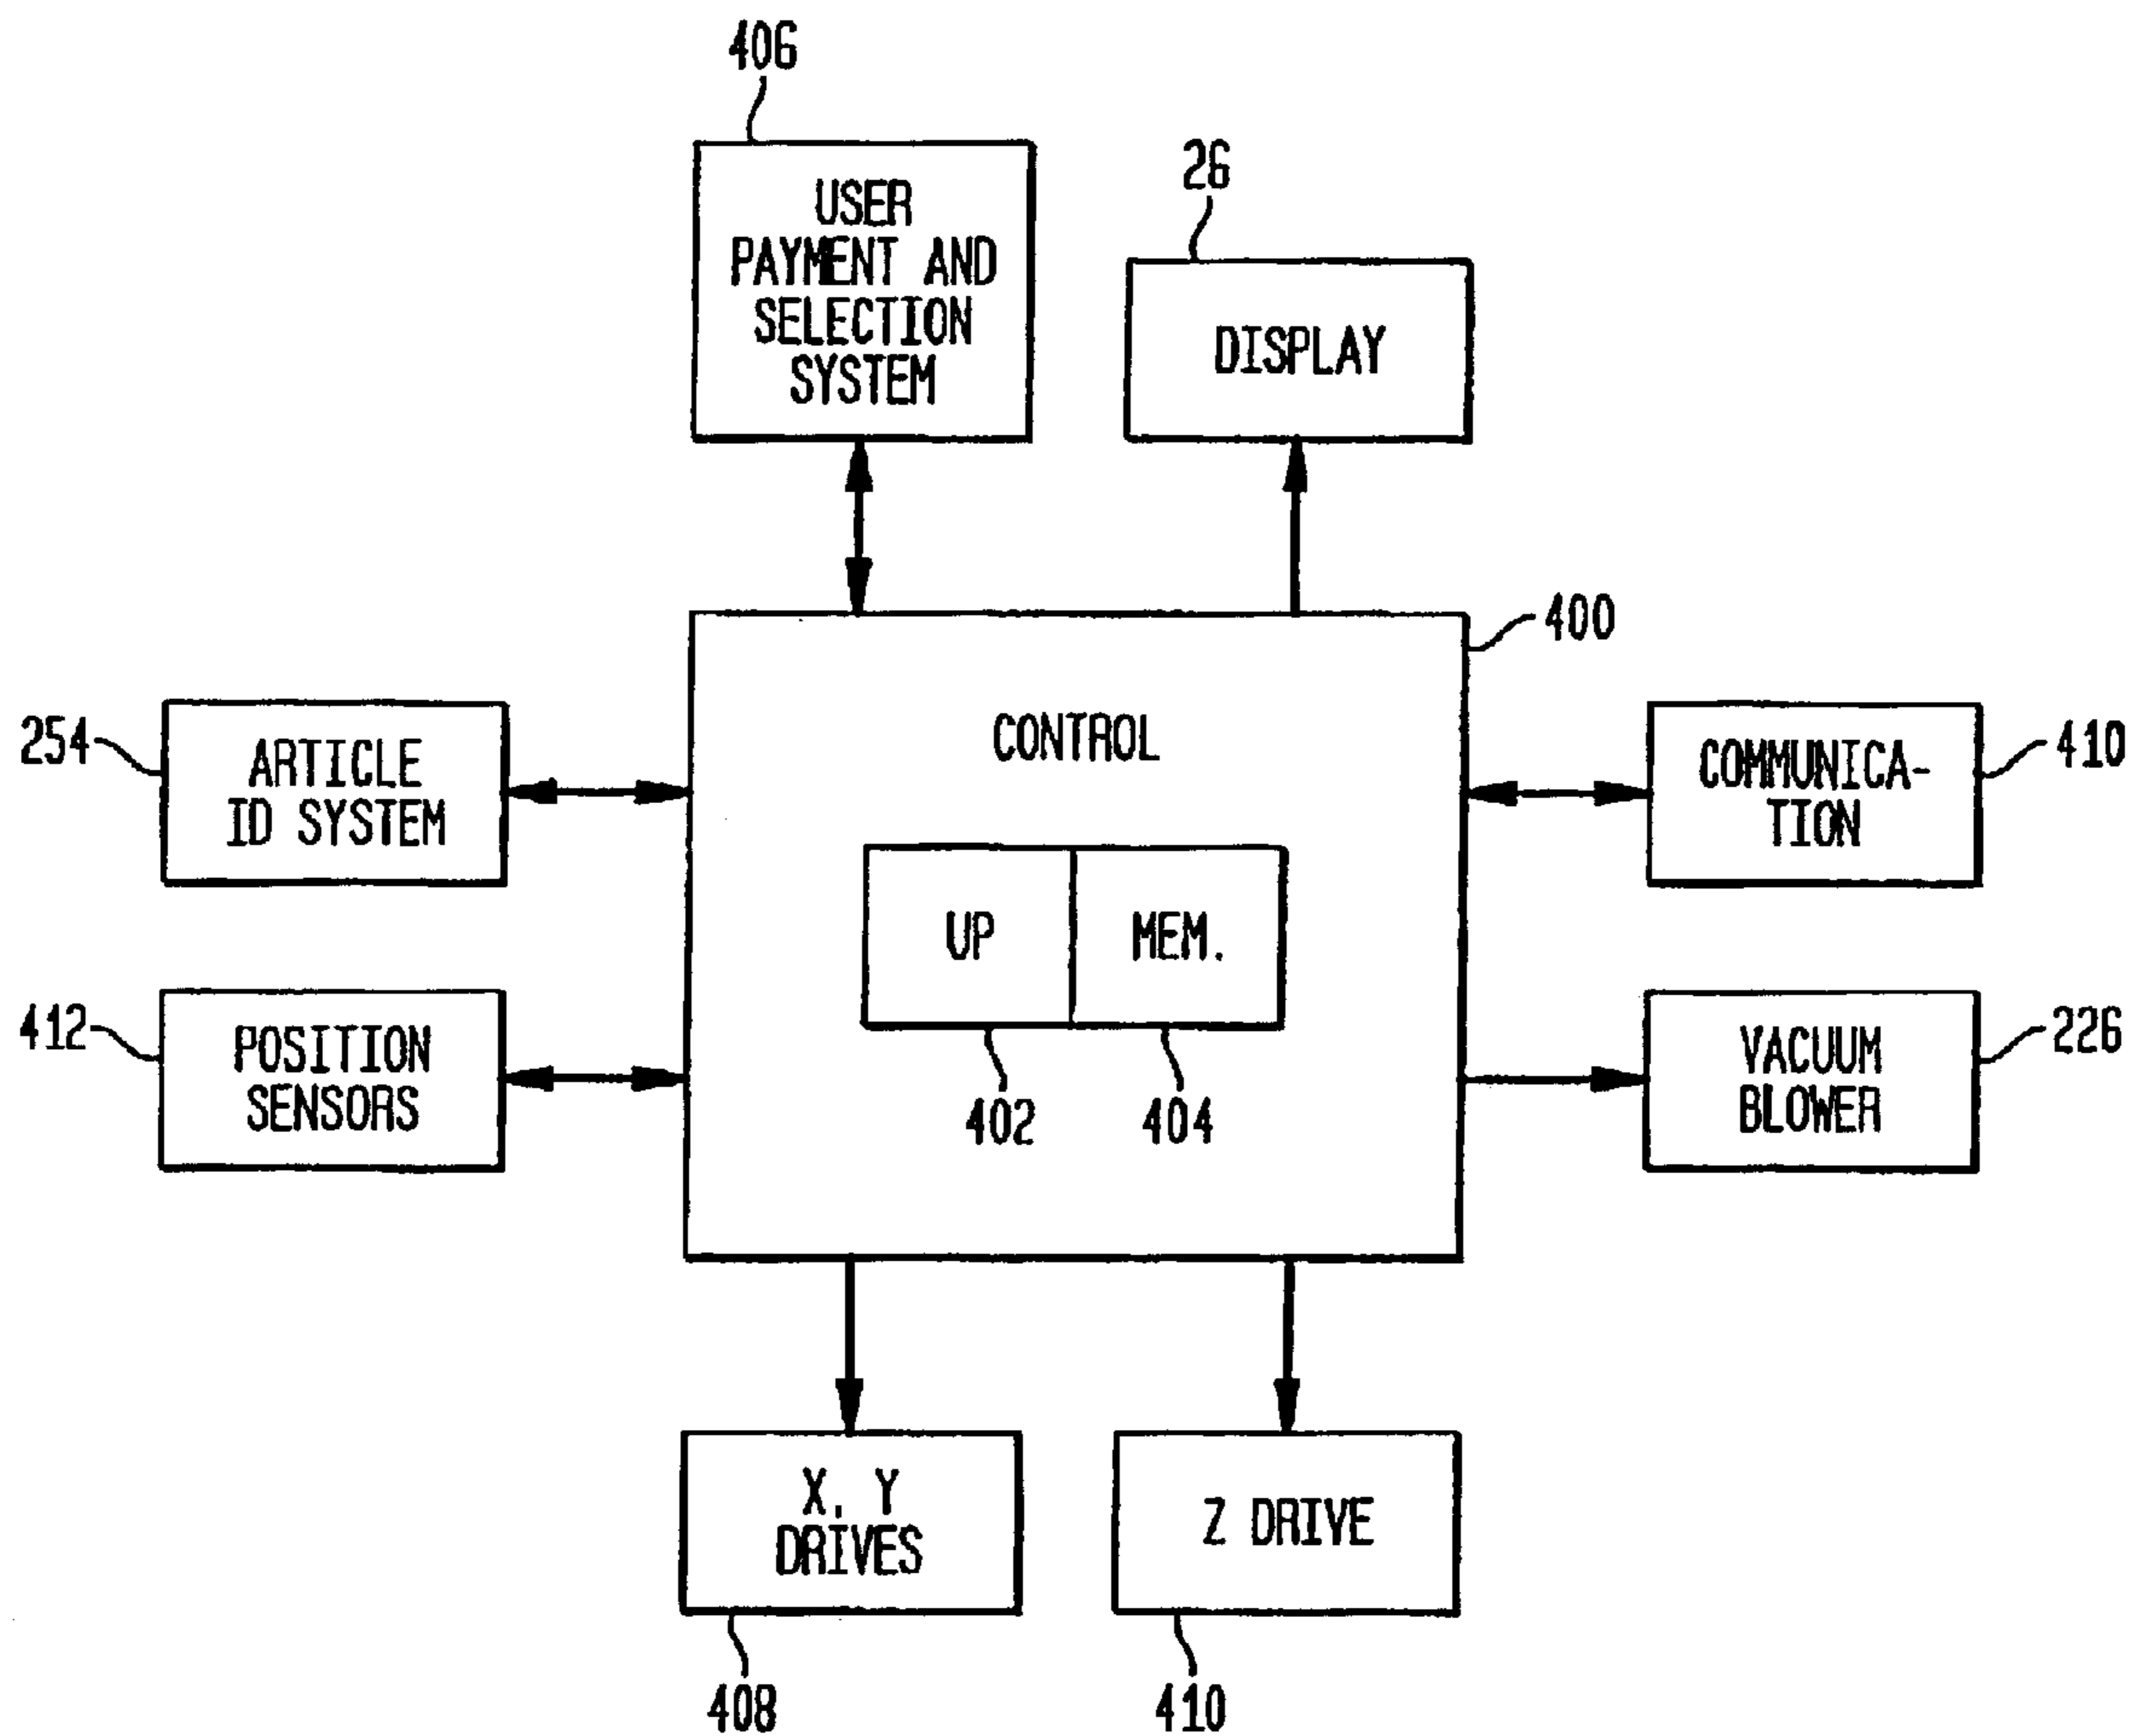 406
USER
PAYMENT AND
SELECTION
SYSTEM
26
DISPLAY
400
CONTROL
254
ARTICLE
ID SYSTEM
COMMUNICA-
TION
410
UP
MEM.
402
404
412
POSITION
SENSORS
VACUUM
BLOWER
226
X, Y
DRIVES
408
Z DRIVE
410